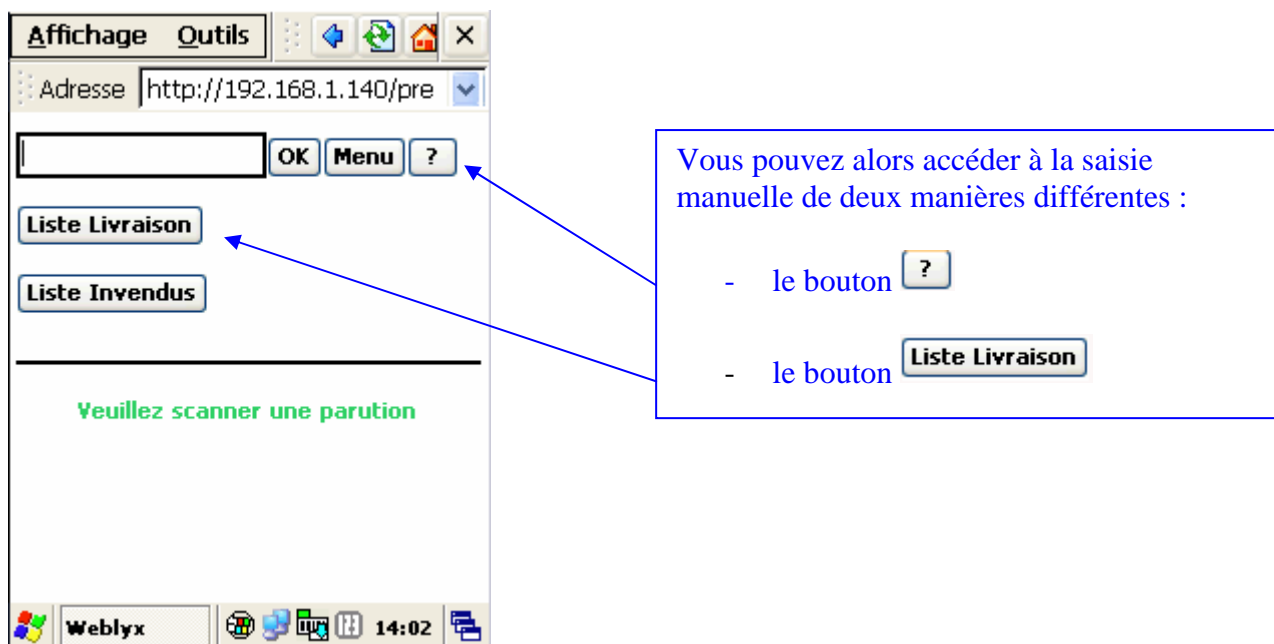 Affichage Outils
Adresse http://192.168.1.140/pre
OK Menu ?
Liste Livraison
Liste Invendus
Veuillez scanner une parution
Weblyx 14:02
Vous pouvez alors accéder à la saisie
manuelle de deux manières différentes :
- le bouton ?
- le bouton Liste Livraison